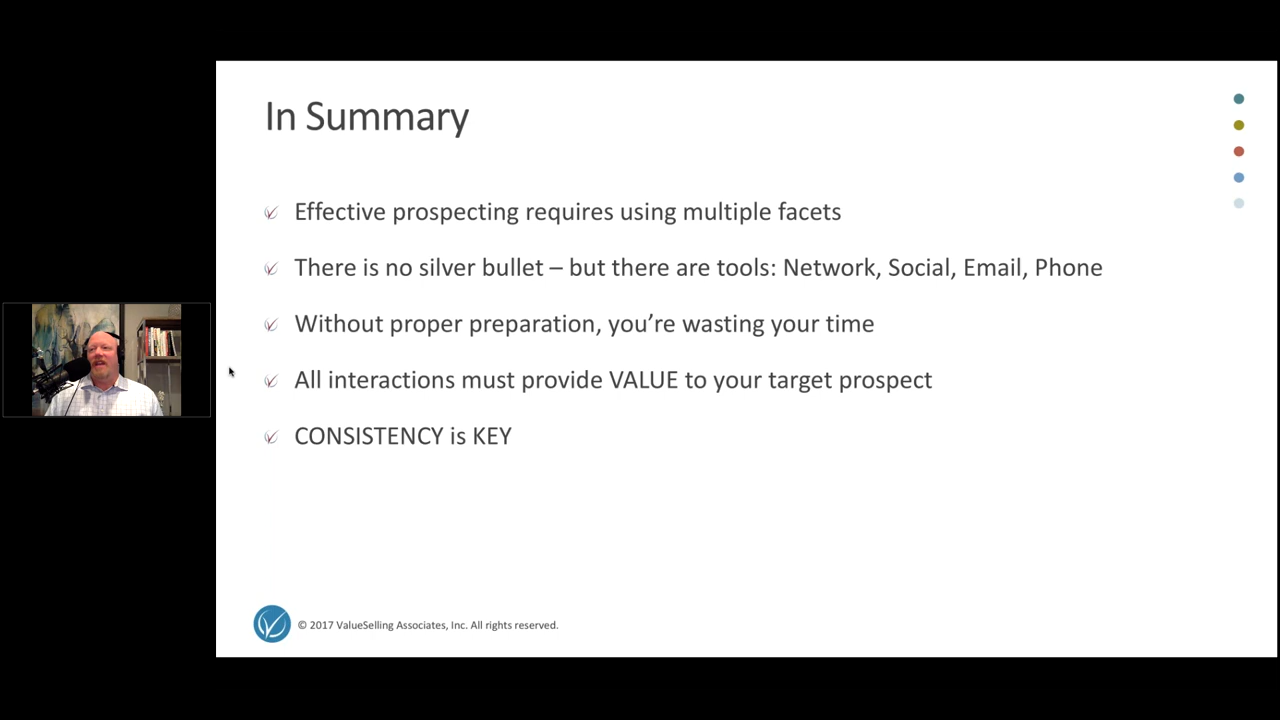 In Summary
Effective prospecting requires using multiple facets
There is no silver bullet – but there are tools: Network, Social, Email, Phone
Without proper preparation, you’re wasting your time
All interactions must provide VALUE to your target prospect
CONSISTENCY is KEY
© 2017 ValueSelling Associates, Inc. All rights reserved.